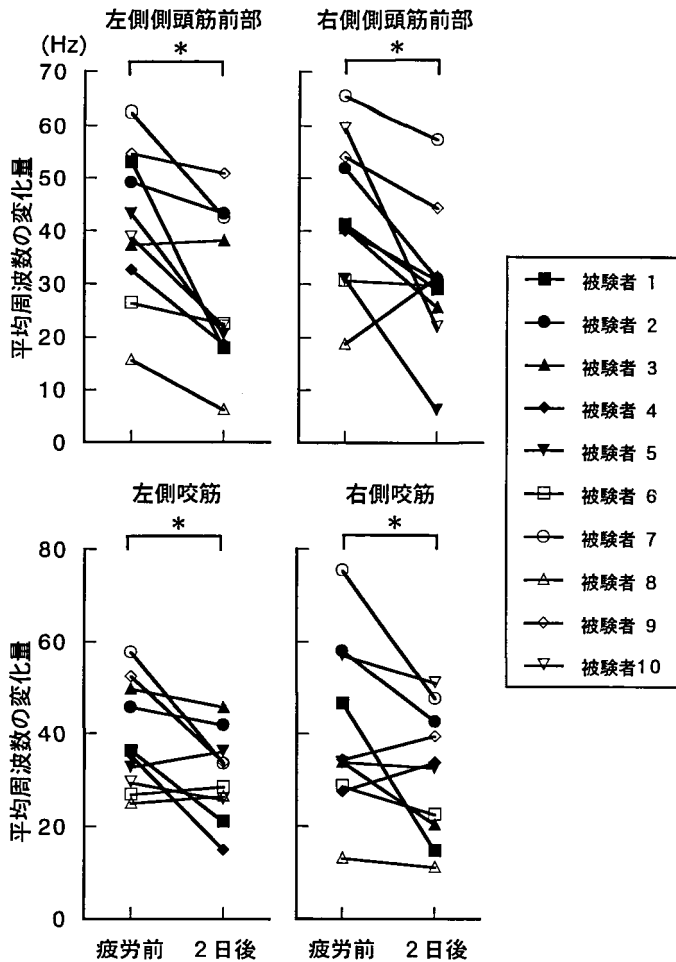 左側側頭筋前部
右側側頭筋前部
(Hz)
*
*
70
60
50
40
30
20
10
0
平均周波数の変化量
左側咬筋
右側咬筋
*
*
80
60
40
20
0
平均周波数の変化量
疲労前 2日後
疲労前 2日後
被験者 1
被験者 2
被験者 3
被験者 4
被験者 5
被験者 6
被験者 7
被験者 8
被験者 9
被験者10